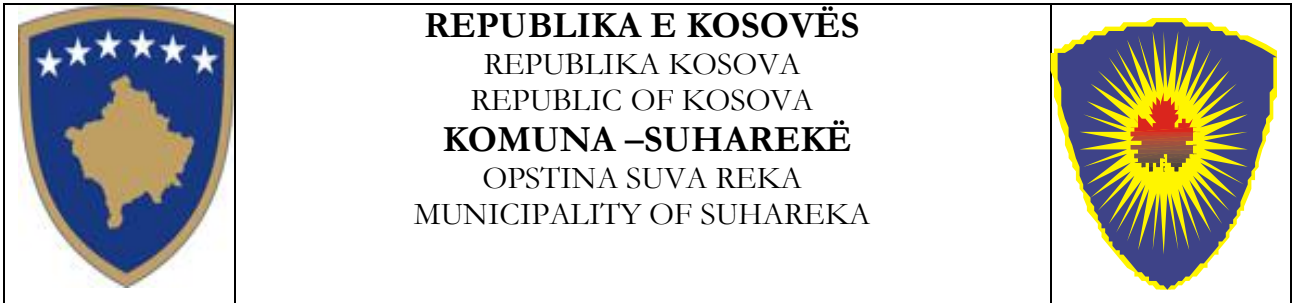 REPUBLIKA E KOSOVËS
REPUBLIKA KOSOVA
REPUBLIC OF KOSOVA
KOMUNA –SUHAREKË
OPSTINA SUVA REKA
MUNICIPALITY OF SUHAREKA